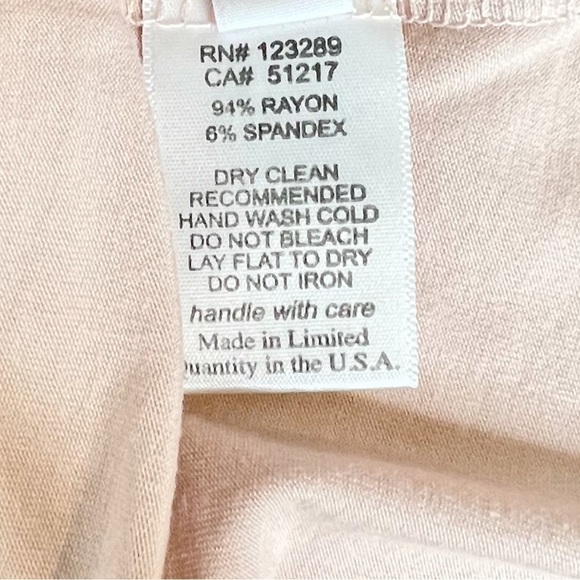 RN# 123289
CA# 51217
94% RAYON
6% SPANDEX
DRY CLEAN
RECOMMENDED
HAND WASH COLD
DO NOT BLEACH
LAY FLAT TO DRY
DO NOT IRON
handle with care
Made in Limited
uantity in the U.S.A.